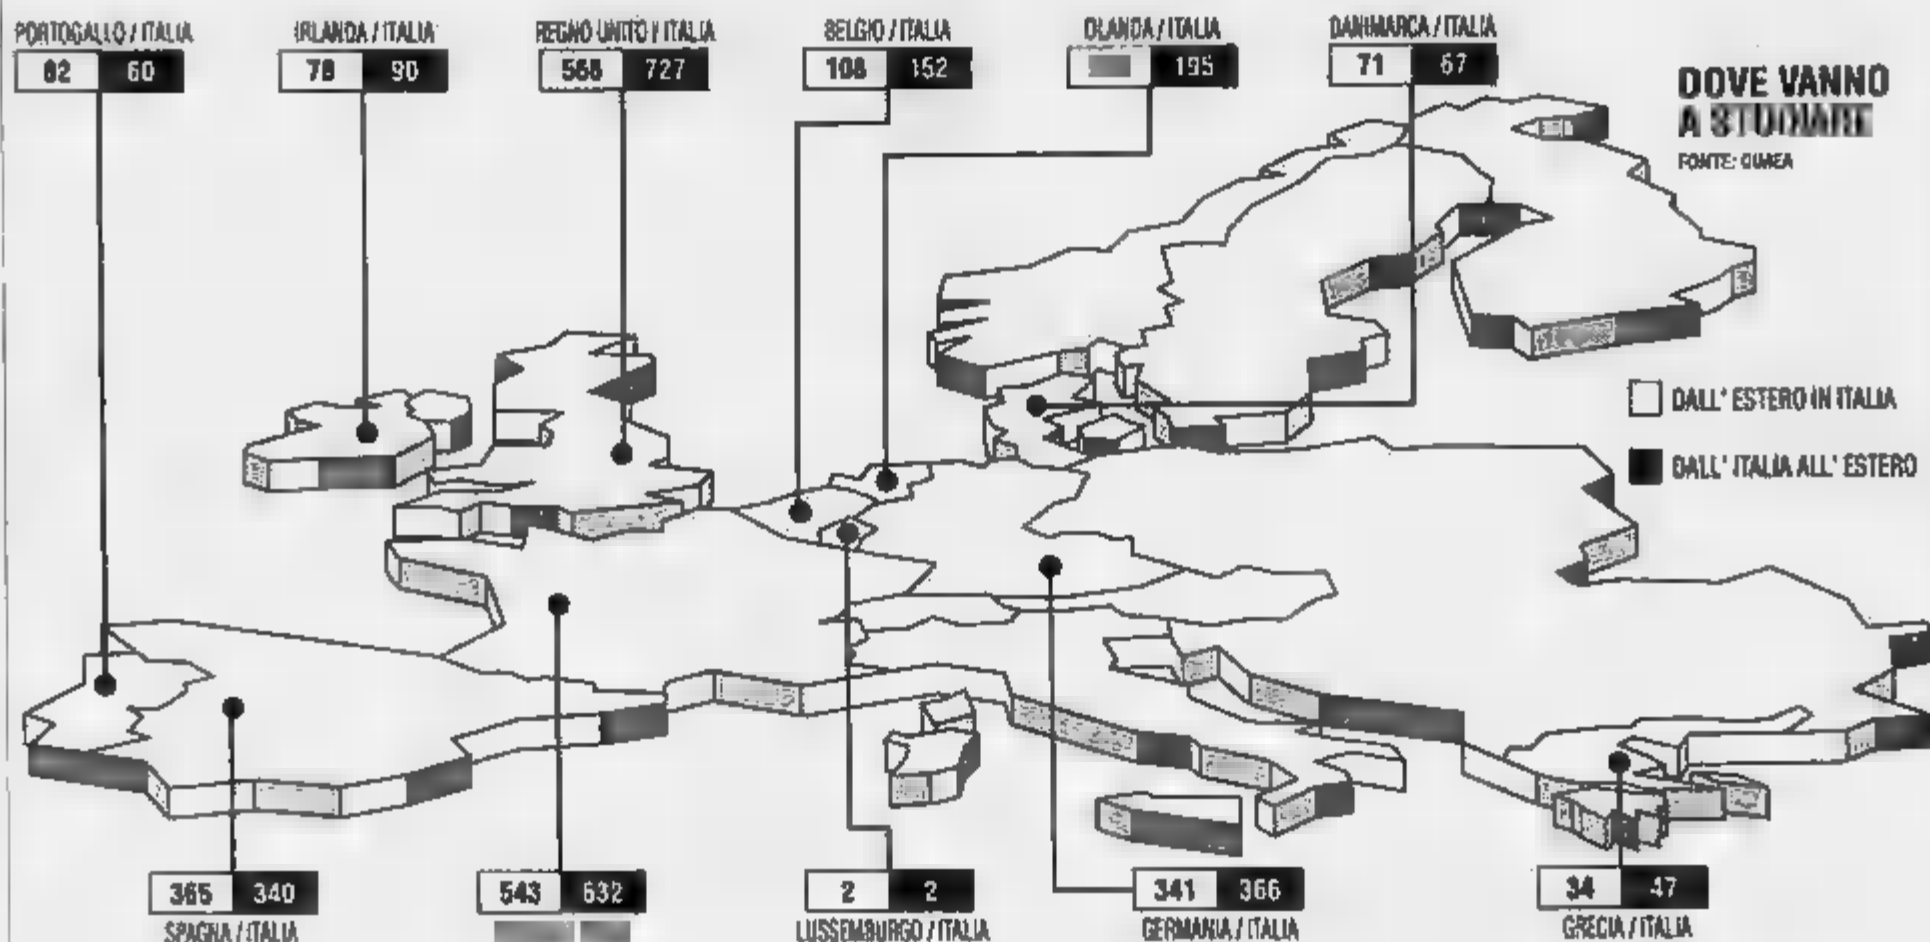 PORTOGALLO / ITALIA
82 60
IRLANDA / ITALIA
78 90
REGNO UNITO / ITALIA
727
BELGIO / ITALIA
108 152
OLANDA / ITALIA
195
DANIMARCA / ITALIA
71 67
DOVE VANNO
A STUDIARE
FONTE: CIMEA
DALL' ESTERO IN ITALIA
DALL' ITALIA ALL' ESTERO
365 340
SPAGNA / ITALIA
543 632
2 2
LUSSEMBURGO / ITALIA
341 366
GERMANIA / ITALIA
34 47
GRECIA / ITALIA